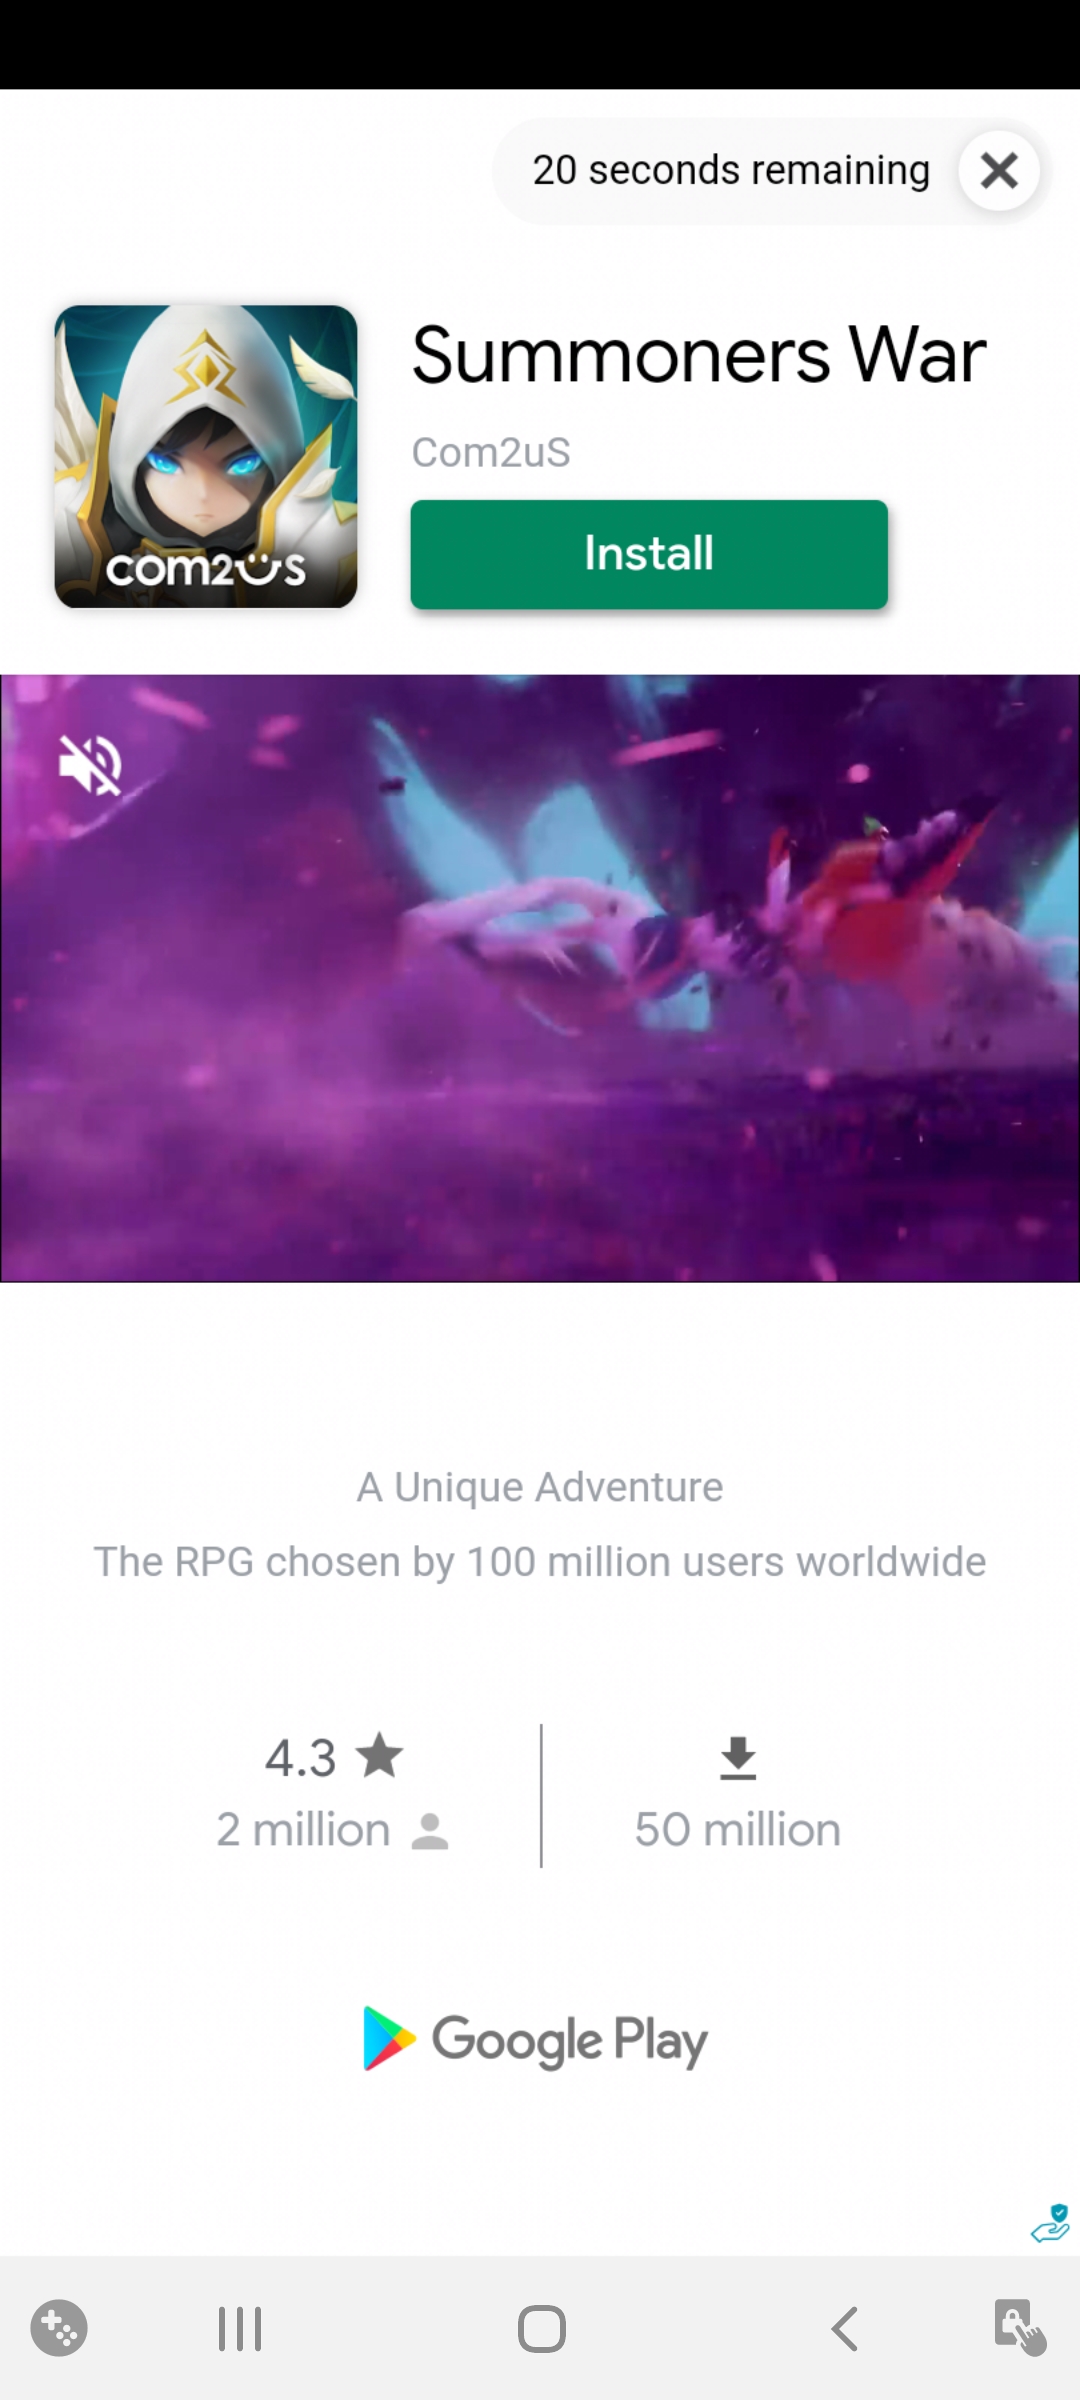 20 seconds remaining
Summoners War
Com2uS
com2us
Install
A Unique Adventure
The RPG chosen by 100 million users worldwide
4.3
2 million
50 million
Google Play